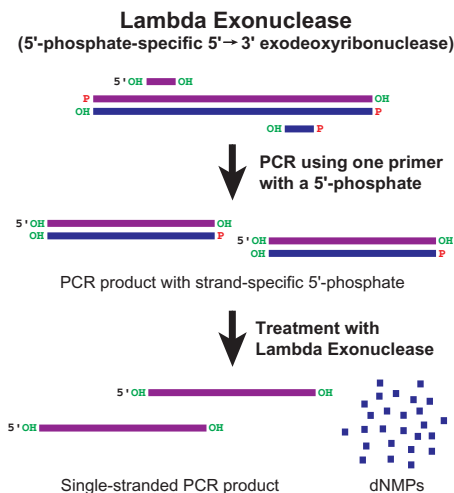 Lambda Exonuclease
(5'-phosphate-specific 5'→ 3' exodeoxyribonuclease)
5'OH OH
P OH
OH P
OH P
PCR using one primer
with a 5'-phosphate
5'OH OH
OH P
5'OH OH
OH P
PCR product with strand-specific 5'-phosphate
Treatment with
Lambda Exonuclease
5'OH OH
5'OH OH
Single-stranded PCR product dNMPs